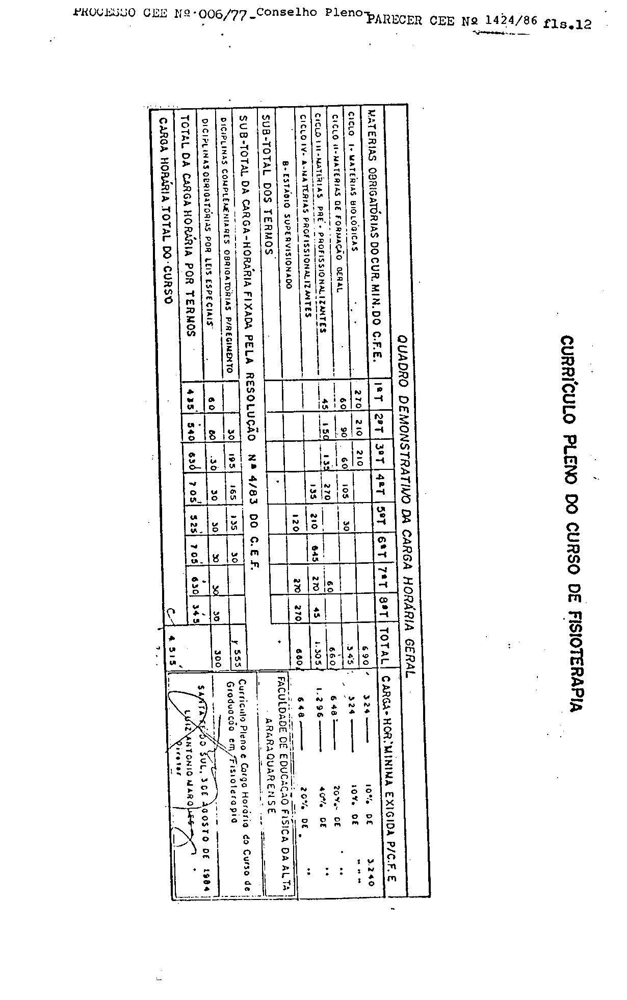 PROCESSO CEE Nº 006/77 - Conselho Pleno - PARECER CEE Nº 1424/86 fls.12
CURRÍCULO PLENO DO CURSO DE FISIOTERAPIA
QUADRO DEMONSTRATIVO DA CARGA HORÁRIA GERAL
MATERIAS OBRIGATÓRIAS DO CUR. MIN. DO C.F.E. 1ºT 2ºT 3ºT 4ºT 5ºT 6ºT 7ºT 8ºT TOTAL CARGA-HOR. MINIMA EXIGIDA P/C.F.E
CICLO I - MATERIAS BIOLÓGICAS 270 210 210 690 324 10% DE 3.240
CICLO II - MATERIAS DE FORMAÇÃO GERAL 60 90 60 105 30 345 324 10% DE " " "
CICLO III - MATERIAS PRÉ - PROFISSIONALIZANTES 45 150 135 270 60 660 648 20% DE "
CICLO IV - A - MATERIAS PROFISSIONALIZANTES 135 210 645 270 45 1.305 1.296 40% DE "
B - ESTÁGIO SUPERVISIONADO 120 270 270 660 648 20% DE "
SUB-TOTAL DOS TERMOS
SUB-TOTAL DA CARGA-HORÁRIA FIXADA PELA RESOLUÇÃO Nº 4/83 DO C.E.F.
DICIPLINAS COMPLEMENTARES OBRIGATÓRIAS P/REGIMENTO 30 195 165 135 30 555
DICIPLINAS OBRIGATÓRIAS POR LEIS ESPECIAIS 60 60 30 30 30 30 30 30 300
TOTAL DA CARGA HORÁRIA POR TERMOS 435 540 630 705 525 705 630 345
CARGA HORÁRIA TOTAL DO CURSO 4 515
FACULDADE DE EDUCAÇAO FISICA DA ALTA
ARARAQUARENSE
Currículo Pleno e Carga Horária do Curso de
Graduação em Fisioterapia
SANTA FÉ DO SUL, 3 DE AGOSTO DE 1984
LUIZ ANTONIO MARQUES
Diretor